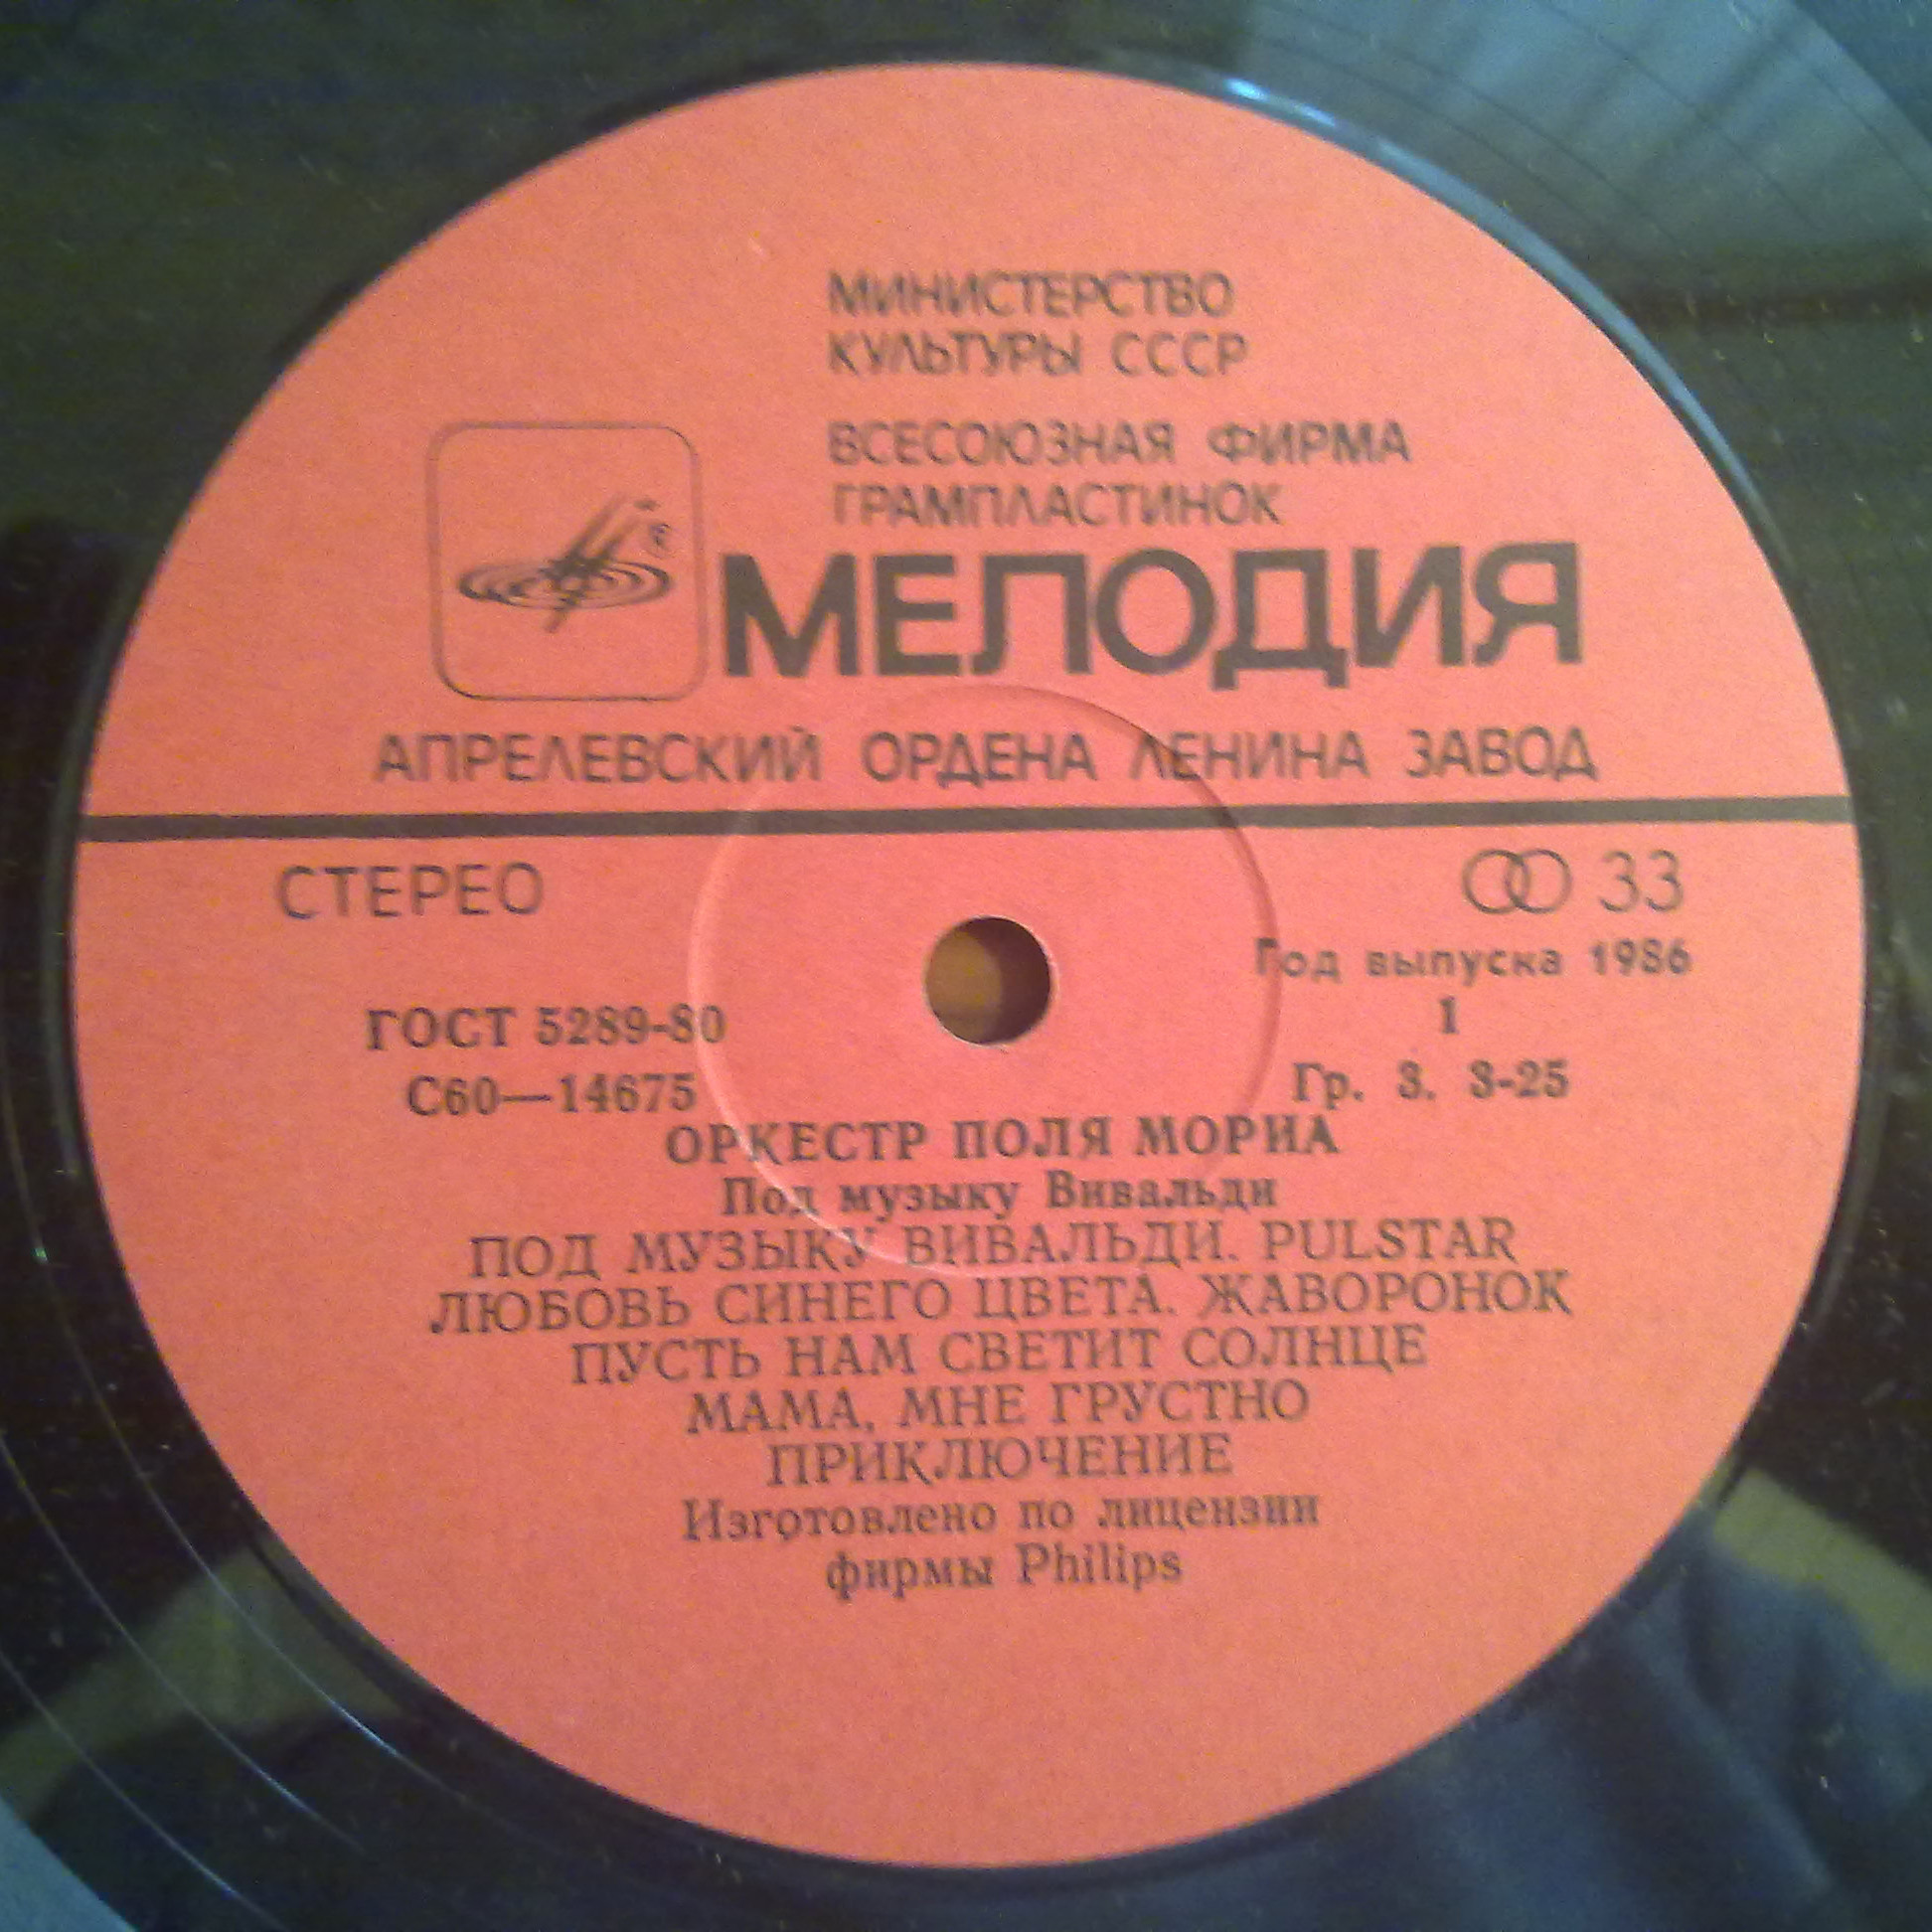 МИНИСТЕРСТВО
КУЛЬТУРЫ СССР
ВСЕСОЮЗНАЯ ФИРМА
ГРАМПЛАСТИНОК
МЕЛОДИЯ
АПРЕЛЕВСКИЙ ОРДЕНА ЛЕНИНА ЗАВОД
СТЕРЕО
33
Год выпуска 1986
ГОСТ 5289-80
1
С60—14675
Гр. 3. 3-25
ОРКЕСТР ПОЛЯ МОРИА
Под музыку Вивальди
ПОД МУЗЫКУ ВИВАЛЬДИ. PULSTAR
ЛЮБОВЬ СИНЕГО ЦВЕТА. ЖАВОРОНОК
ПУСТЬ НАМ СВЕТИТ СОЛНЦЕ
МАМА, МНЕ ГРУСТНО
ПРИКЛЮЧЕНИЕ
Изготовлено по лицензии
фирмы Philips